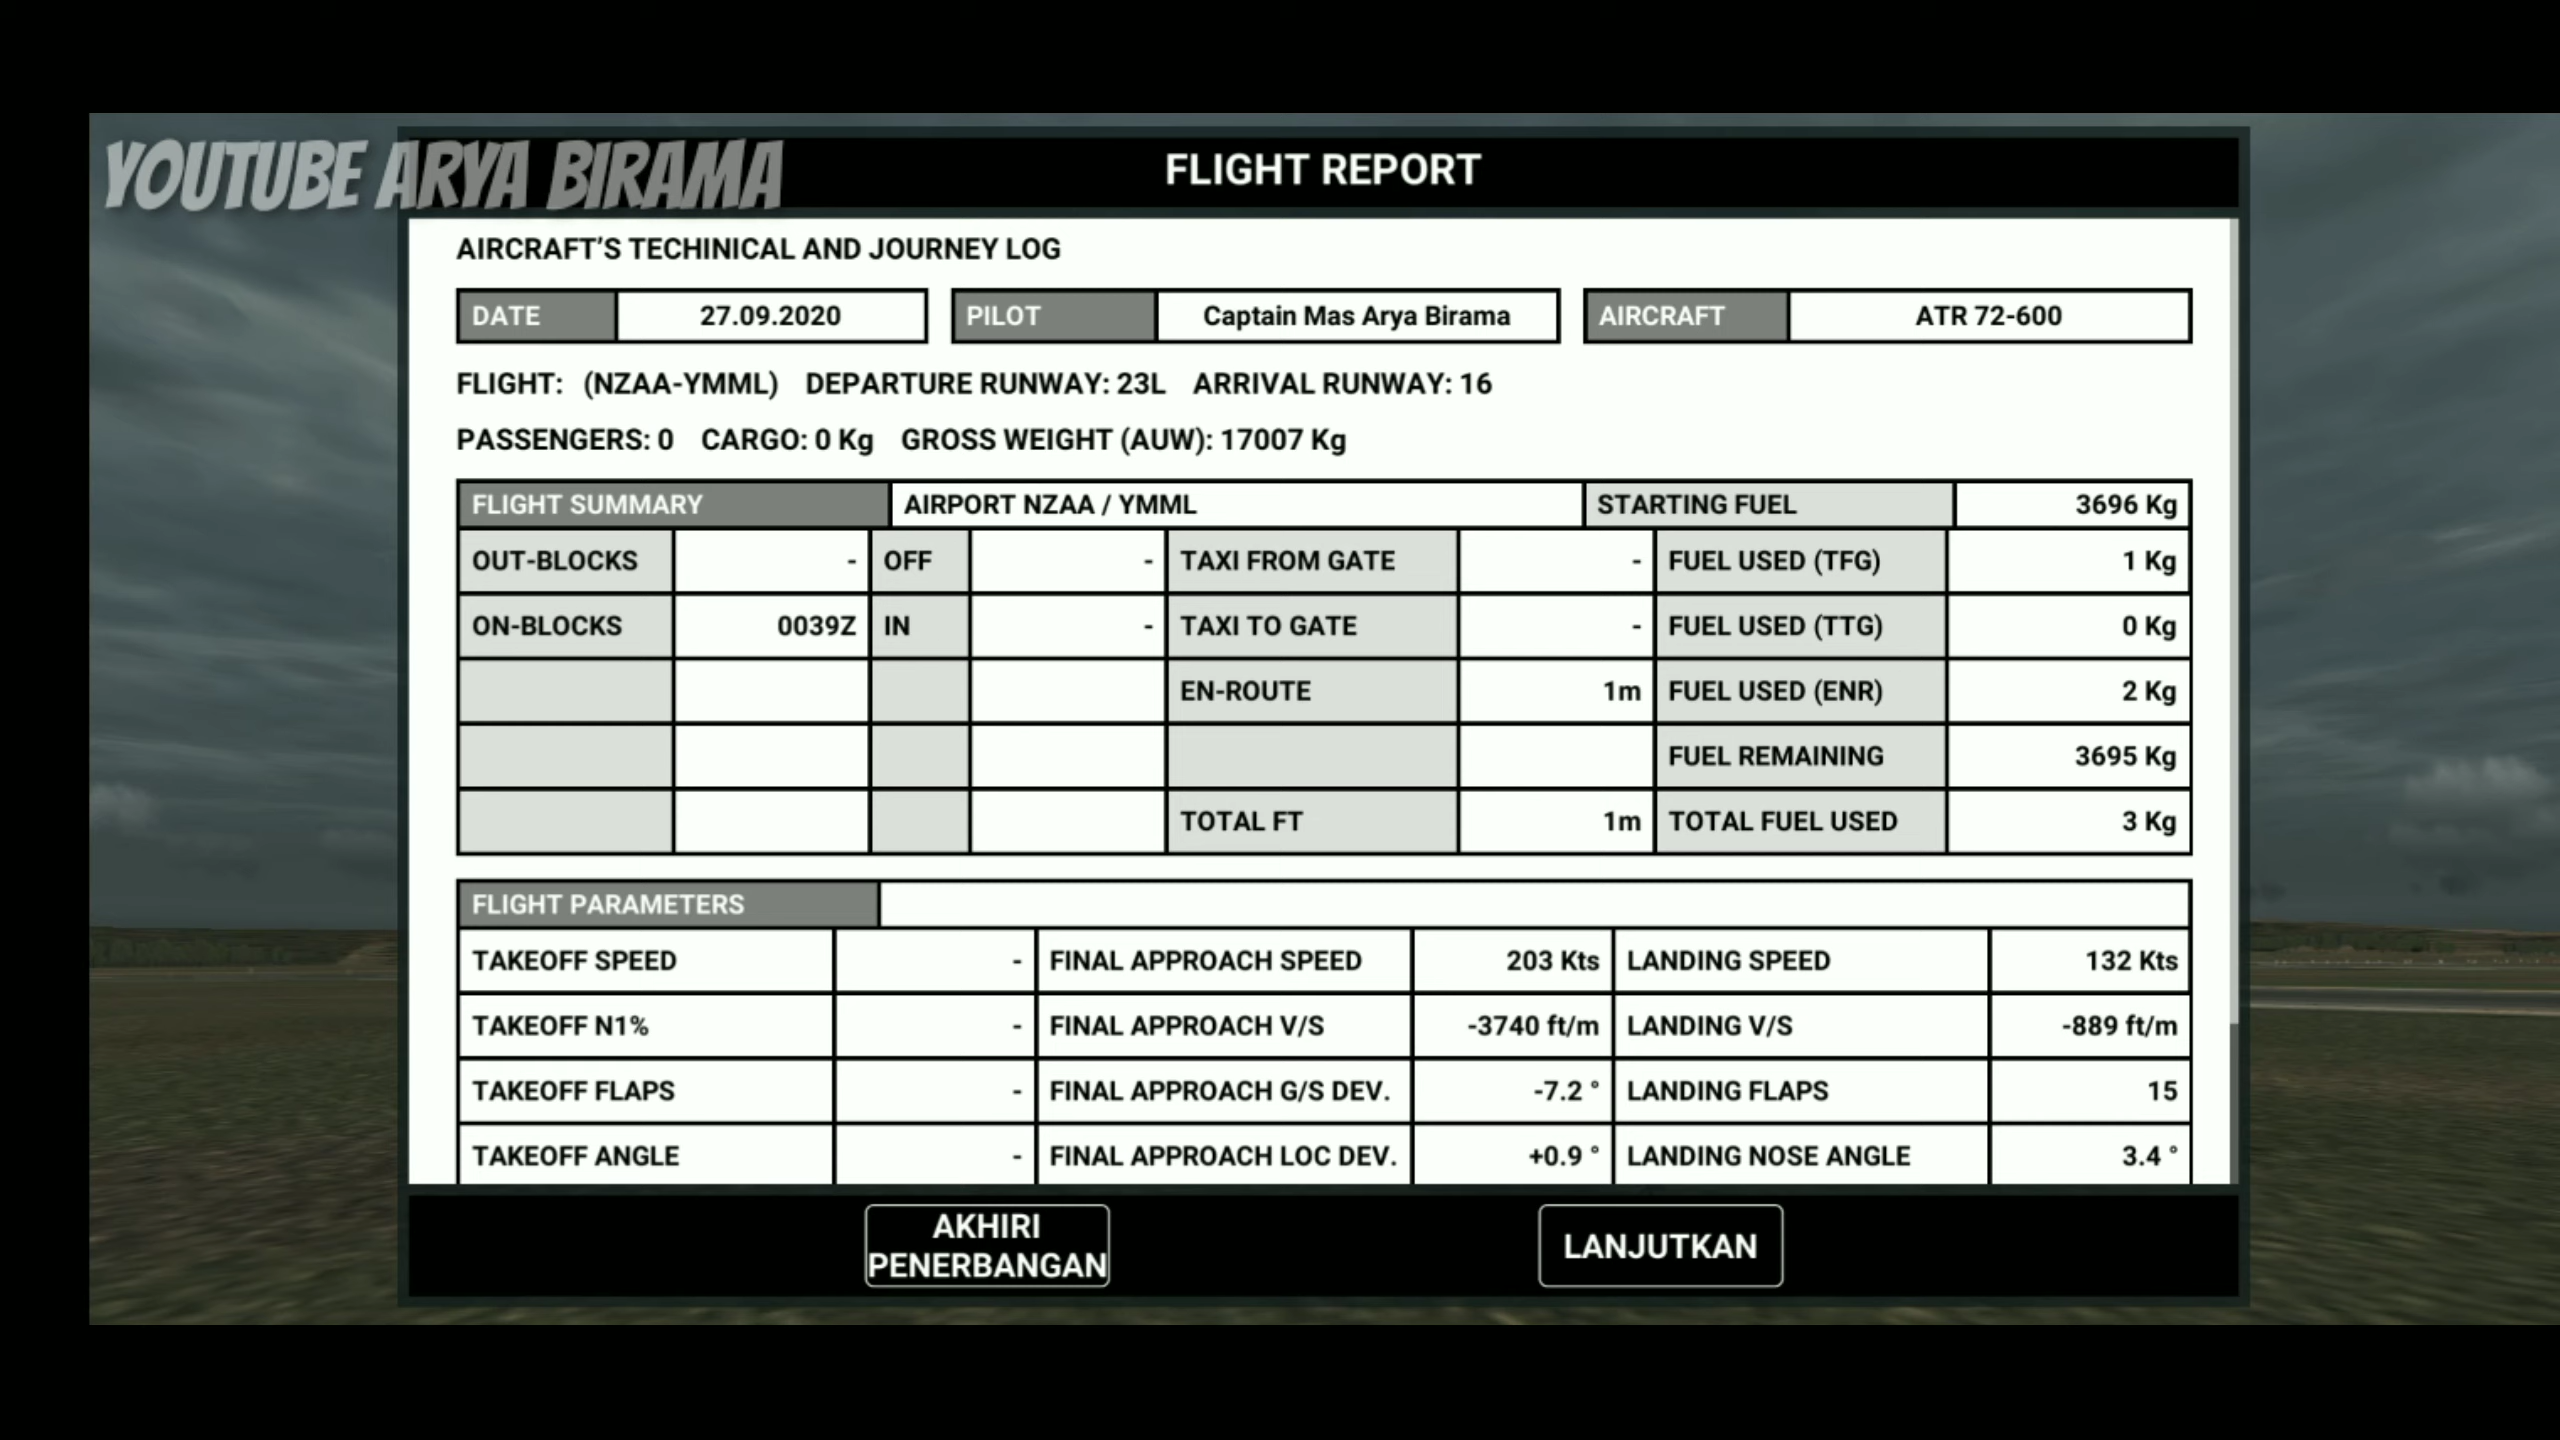 YOUTUBE ARYA BIRAMA
FLIGHT REPORT
AIRCRAFT'S TECHINICAL AND JOURNEY LOG
DATE 27.09.2020 PILOT Captain Mas Arya Birama AIRCRAFT ATR 72-600
FLIGHT: (NZAA-YMML) DEPARTURE RUNWAY: 23L ARRIVAL RUNWAY: 16
PASSENGERS: 0 CARGO: 0 Kg GROSS WEIGHT (AUW): 17007 Kg
FLIGHT SUMMARY AIRPORT NZAA / YMML STARTING FUEL 3696 Kg
OUT-BLOCKS - OFF - TAXI FROM GATE - FUEL USED (TFG) 1 Kg
ON-BLOCKS 0039Z IN - TAXI TO GATE - FUEL USED (TTG) 0 Kg
EN-ROUTE 1m FUEL USED (ENR) 2 Kg
FUEL REMAINING 3695 Kg
TOTAL FT 1m TOTAL FUEL USED 3 Kg
FLIGHT PARAMETERS
TAKEOFF SPEED - FINAL APPROACH SPEED 203 Kts LANDING SPEED 132 Kts
TAKEOFF N1% - FINAL APPROACH V/S -3740 ft/m LANDING V/S -889 ft/m
TAKEOFF FLAPS - FINAL APPROACH G/S DEV. -7.2 ° LANDING FLAPS 15
TAKEOFF ANGLE - FINAL APPROACH LOC DEV. +0.9 ° LANDING NOSE ANGLE 3.4 °
AKHIRI
PENERBANGAN
LANJUTKAN